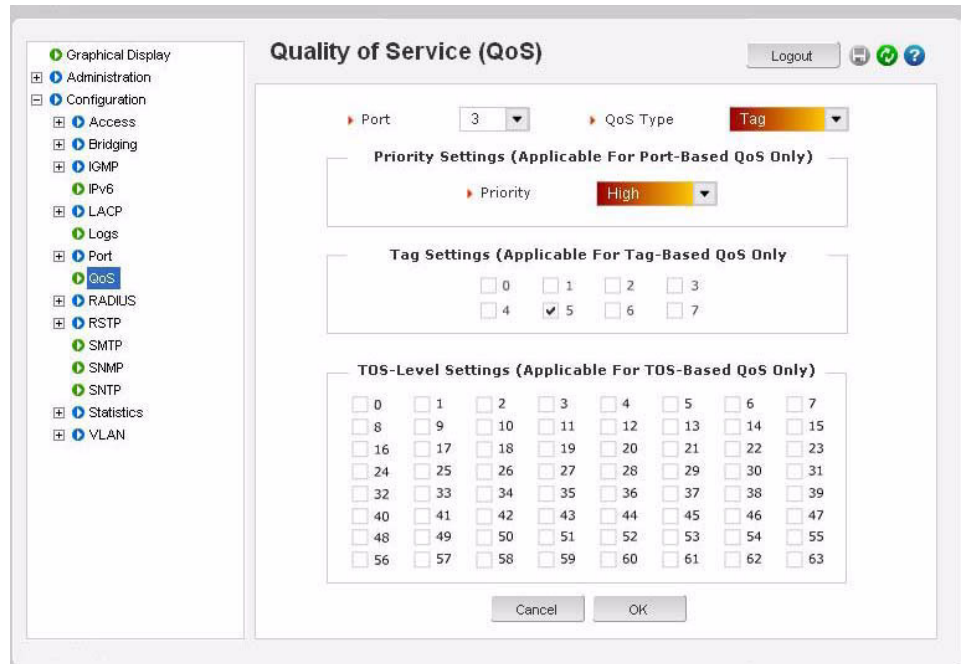 Quality of Service (QoS)
Logout
Graphical Display
Administration
Configuration
Access
Bridging
IGMP
IPv6
LACP
Logs
Port
QoS
RADIUS
RSTP
SMTP
SNMP
SNTP
Statistics
VLAN
Port 3 QoS Type Tag
Priority Settings (Applicable For Port-Based QoS Only)
Priority High
Tag Settings (Applicable For Tag-Based QoS Only
0 1 2 3
4 5 6 7
TOS-Level Settings (Applicable For TOS-Based QoS Only)
0 1 2 3 4 5 6 7
8 9 10 11 12 13 14 15
16 17 18 19 20 21 22 23
24 25 26 27 28 29 30 31
32 33 34 35 36 37 38 39
40 41 42 43 44 45 46 47
48 49 50 51 52 53 54 55
56 57 58 59 60 61 62 63
Cancel OK